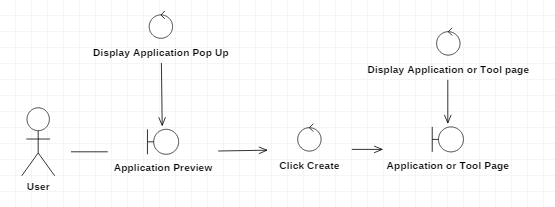 Display Application Pop Up
Display Application or Tool page
User
Application Preview
Click Create
Application or Tool Page